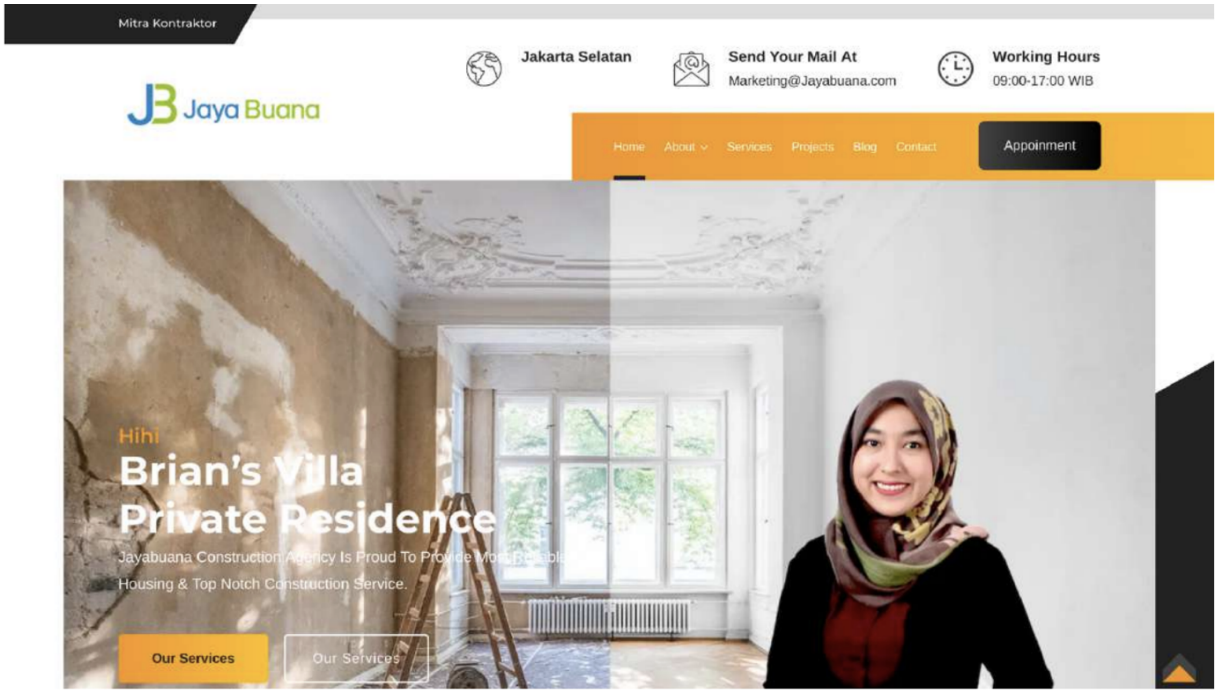 Mitra Kontraktor
Jakarta Selatan
Send Your Mail At
Marketing@Jayabuana.com
Working Hours
09:00-17:00 WIB
JB Jaya Buana
Home About Services Projects Blog Contact Appoinment
Hihi
Brian's Villa
Private Residence
Jayabuana Construction Agency Is Proud To Provide Most Reliable
Housing & Top Notch Construction Service.
Our Services Our Services